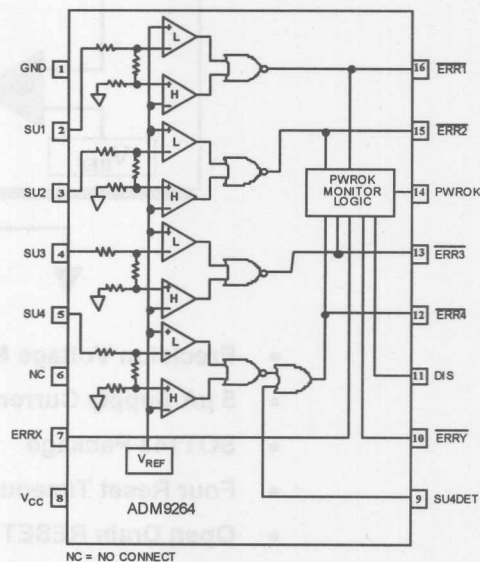 GND 1
SU1 2
SU2 3
SU3 4
SU4 5
NC 6
ERRX 7
VCC 8
+
−
L
+
−
H
+
−
L
+
−
H
+
−
L
+
−
H
+
−
L
+
−
H
VREF
ADM9264
PWROK
MONITOR
LOGIC
16 ERR1
15 ERR2
14 PWROK
13 ERR3
12 ERR4
11 DIS
10 ERRY
9 SU4DET
NC = NO CONNECT